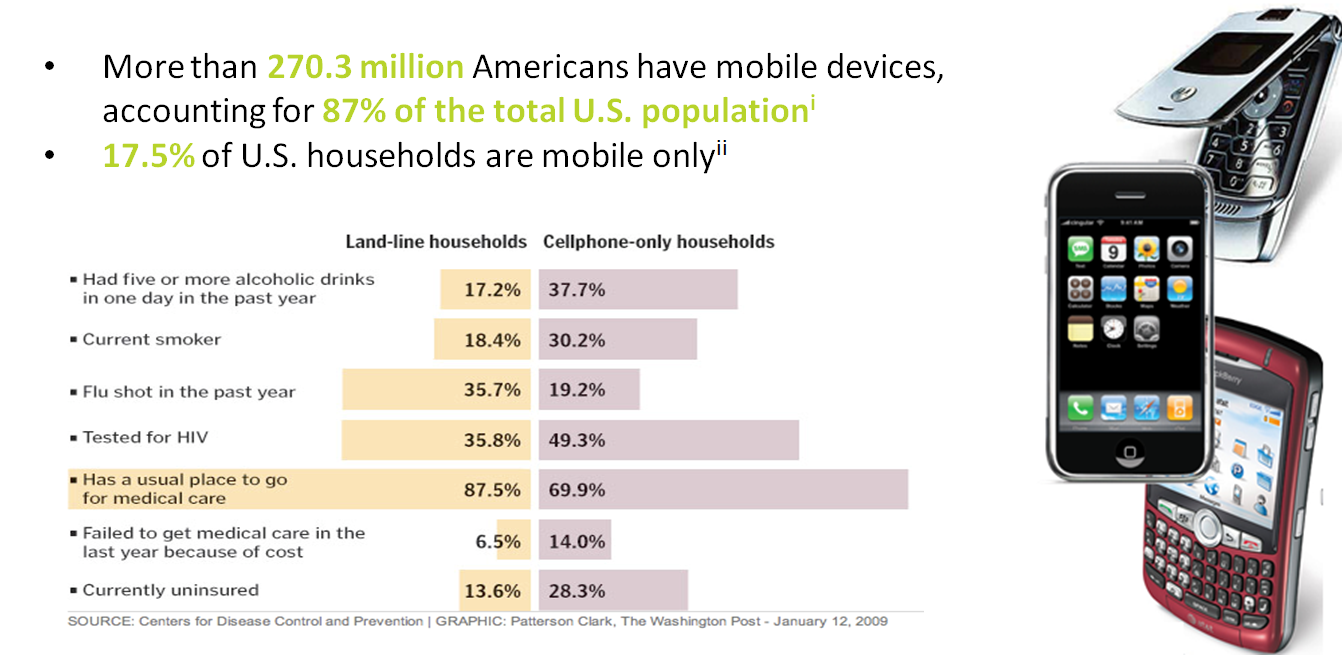 • More than 270.3 million Americans have mobile devices,
accounting for 87% of the total U.S. populationⁱ
• 17.5% of U.S. households are mobile onlyⁱⁱ
Land-line households Cellphone-only households
▪ Had five or more alcoholic drinks
in one day in the past year
17.2% 37.7%
▪ Current smoker 18.4% 30.2%
▪ Flu shot in the past year 35.7% 19.2%
▪ Tested for HIV 35.8% 49.3%
▪ Has a usual place to go
for medical care
87.5% 69.9%
▪ Failed to get medical care in the
last year because of cost
6.5% 14.0%
▪ Currently uninsured 13.6% 28.3%
SOURCE: Centers for Disease Control and Prevention | GRAPHIC: Patterson Clark, The Washington Post - January 12, 2009
9:41 AM
9
BlackBerry
at&t